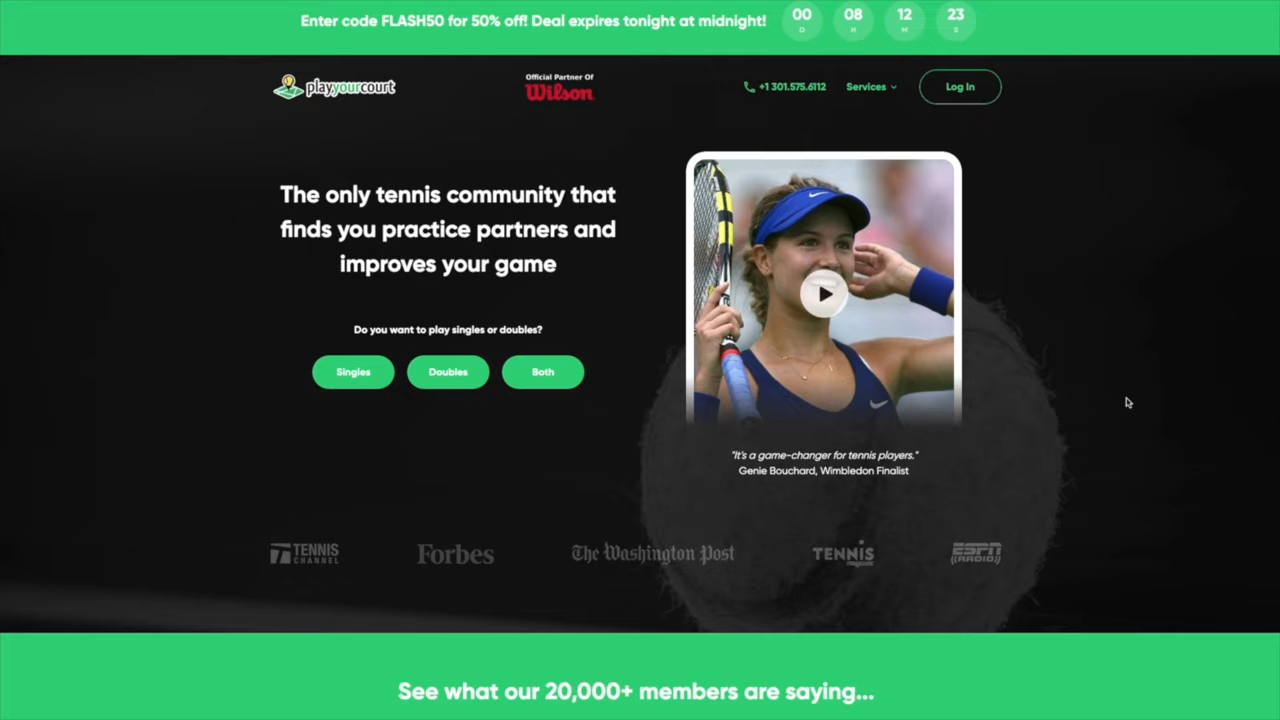 Enter code FLASH50 for 50% off! Deal expires tonight at midnight!
00 08 12 23
D H M S
playyourcourt
Official Partner Of
Wilson
+1 301.575.6112
Services
Log In
The only tennis community that
finds you practice partners and
improves your game
Do you want to play singles or doubles?
Singles
Doubles
Both
"It's a game-changer for tennis players."
Genie Bouchard, Wimbledon Finalist
TENNIS
CHANNEL
Forbes
The Washington Post
TENNIS
magazine
ESPN
RADIO
See what our 20,000+ members are saying...